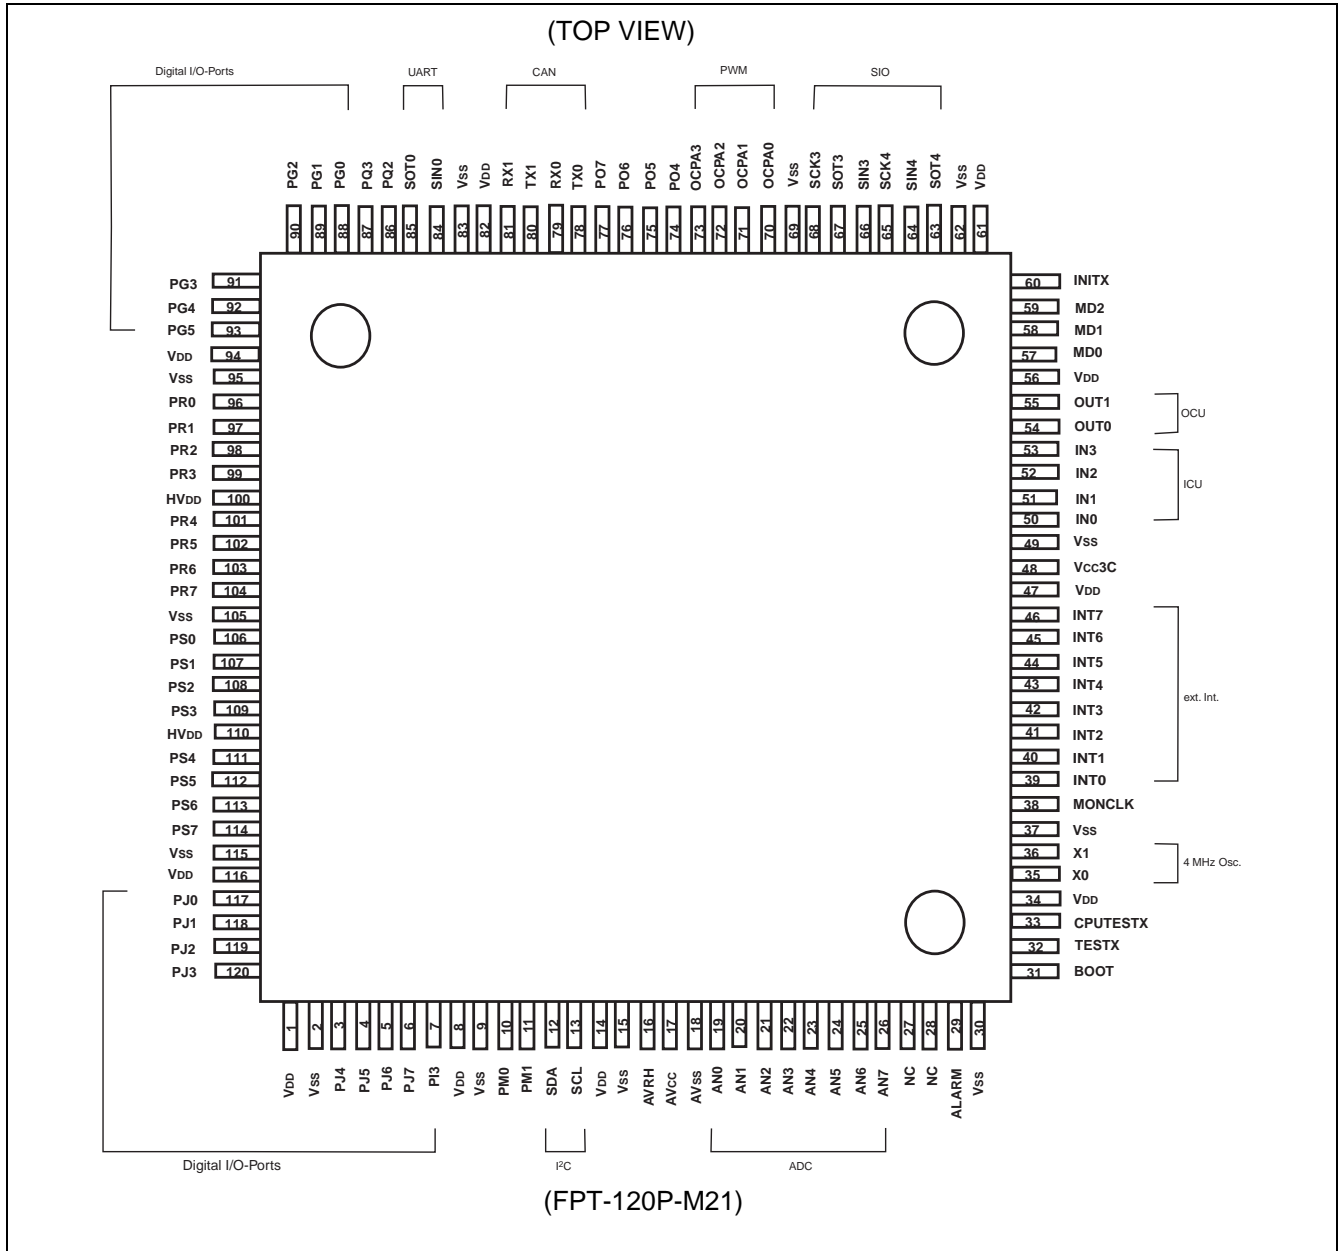 (TOP VIEW)
Digital I/O-Ports
UART
CAN
PWM
SIO
PG2 PG1 PG0 PQ3 PQ2 SOT0 SIN0 VSS VDD RX1 TX1 RX0 TX0 PO7 PO6 PO5 PO4 OCPA3 OCPA2 OCPA1 OCPA0 VSS SCK3 SOT3 SIN3 SCK4 SIN4 SOT4 VSS VDD
90 89 88 87 86 85 84 83 82 81 80 79 78 77 76 75 74 73 72 71 70 69 68 67 66 65 64 63 62 61
PG3 91
PG4 92
PG5 93
VDD 94
VSS 95
PR0 96
PR1 97
PR2 98
PR3 99
HVDD 100
PR4 101
PR5 102
PR6 103
PR7 104
VSS 105
PS0 106
PS1 107
PS2 108
PS3 109
HVDD 110
PS4 111
PS5 112
PS6 113
PS7 114
VSS 115
VDD 116
PJ0 117
PJ1 118
PJ2 119
PJ3 120
60 INITX
59 MD2
58 MD1
57 MD0
56 VDD
55 OUT1
54 OUT0
OCU
53 IN3
52 IN2
51 IN1
50 IN0
ICU
49 VSS
48 VCC3C
47 VDD
46 INT7
45 INT6
44 INT5
43 INT4
42 INT3
41 INT2
40 INT1
39 INT0
ext. Int.
38 MONCLK
37 VSS
36 X1
35 X0
4 MHz Osc.
34 VDD
33 CPUTESTX
32 TESTX
31 BOOT
1 2 3 4 5 6 7 8 9 10 11 12 13 14 15 16 17 18 19 20 21 22 23 24 25 26 27 28 29 30
VDD VSS PJ4 PJ5 PJ6 PJ7 PI3 VDD VSS PM0 PM1 SDA SCL VDD VSS AVRH AVCC AVSS AN0 AN1 AN2 AN3 AN4 AN5 AN6 AN7 NC NC ALARM VSS
Digital I/O-Ports
I²C
ADC
(FPT-120P-M21)